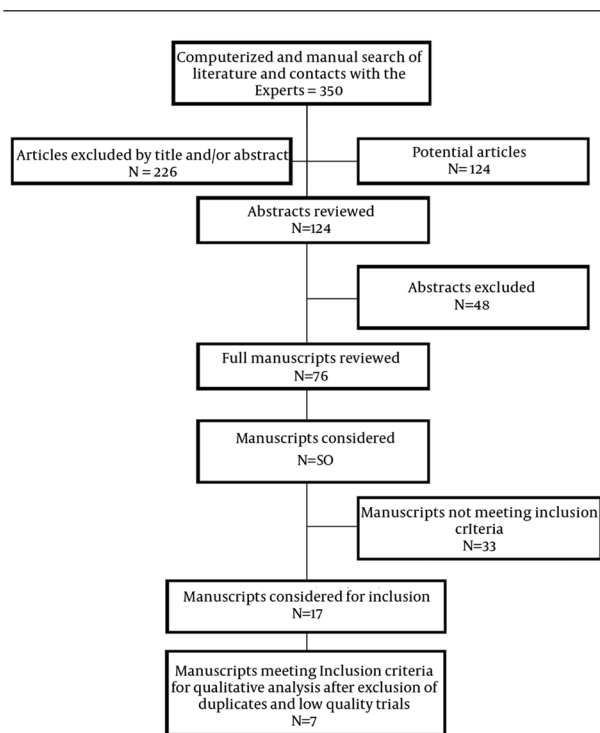 Computerized and manual search of
literature and contacts with the
Experts = 350
Articles excluded by title and/or abstract
N = 226
Potential articles
N= 124
Abstracts reviewed
N=124
Abstracts excluded
N=48
Full manuscripts reviewed
N=76
Manuscripts considered
N=SO
Manuscripts not meeting inclusion
crIteria
N=33
Manuscripts considered for inclusion
N=17
Manuscripts meeting Inclusion criteria
for qualitative analysis after exclusion of
duplicates and low quality trials
N=7